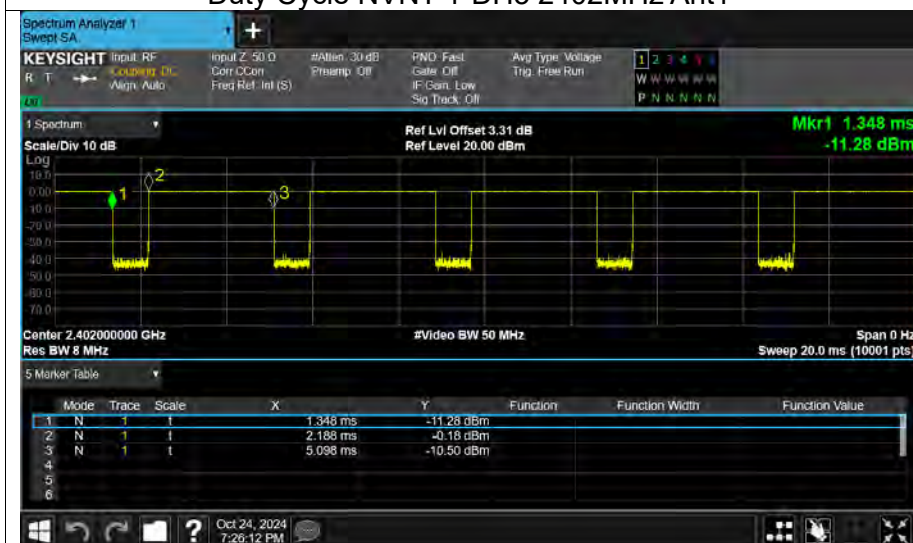 Duty Cycle NVNT 1-DH5 2402MHz Ant1
Spectrum Analyzer 1
Swept SA
+
KEYSIGHT Input: RF Input Z: 50 Ω #Atten: 30 dB PNO: Fast Avg Type: Voltage 1 2 3 4 5 6
R T Coupling: DC Corr CCorr Preamp: Off Gate: Off Trig: Free Run W W W W W W
Align: Auto Freq Ref: Int (S) IF Gain: Low
Sig Track: Off P N N N N N
1 Spectrum Ref Lvl Offset 3.31 dB Mkr1 1.348 ms
Scale/Div 10 dB Ref Level 20.00 dBm -11.28 dBm
Log
10.0
0.00
-10.0
-20.0
-30.0
-40.0
-50.0
-60.0
-70.0
1
2
3
Center 2.402000000 GHz #Video BW 50 MHz Span 0 Hz
Res BW 8 MHz Sweep 20.0 ms (10001 pts)
5 Marker Table
Mode Trace Scale X Y Function Function Width Function Value
1 N 1 t 1.348 ms -11.28 dBm
2 N 1 t 2.188 ms -0.18 dBm
3 N 1 t 5.098 ms -10.50 dBm
4
5
6
? Oct 24, 2024
7:26:12 PM